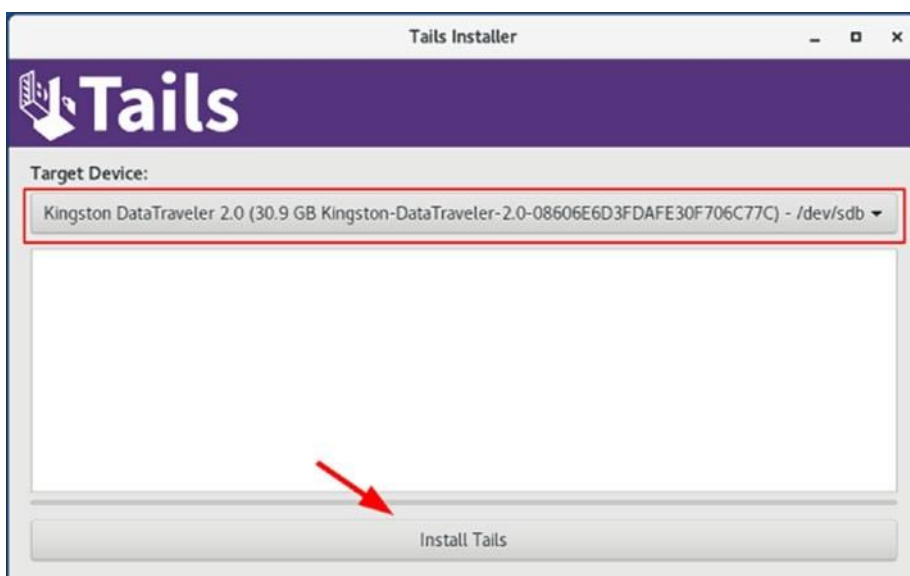 Tails Installer
Tails
Target Device:
Kingston DataTraveler 2.0 (30.9 GB Kingston-DataTraveler-2.0-08606E6D3FDAFE30F706C77C) - /dev/sdb
Install Tails